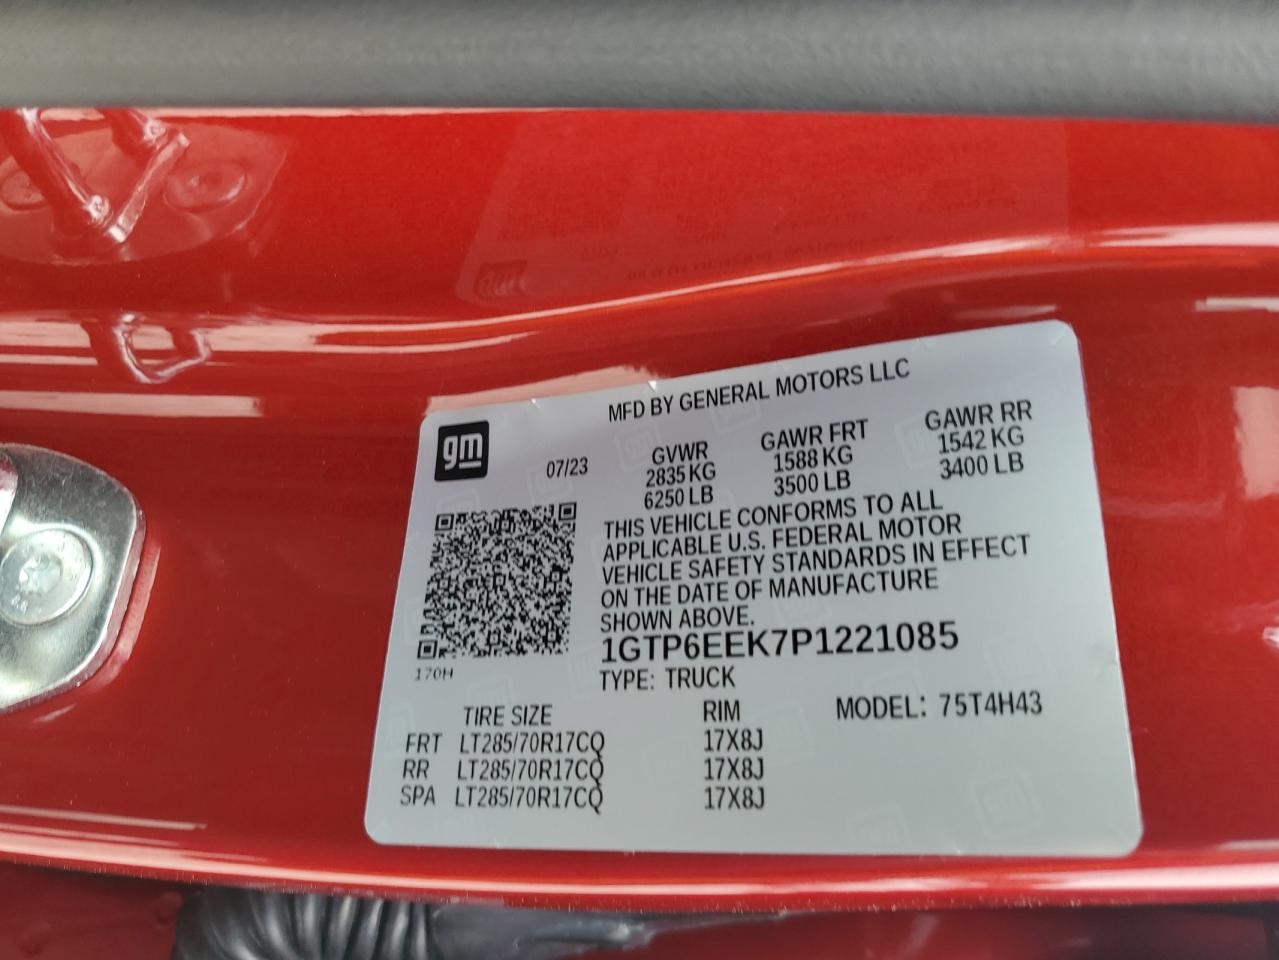 MFD BY GENERAL MOTORS LLC
gm
07/23
GVWR
2835 KG
6250 LB
GAWR FRT
1588 KG
3500 LB
GAWR RR
1542 KG
3400 LB
THIS VEHICLE CONFORMS TO ALL
APPLICABLE U.S. FEDERAL MOTOR
VEHICLE SAFETY STANDARDS IN EFFECT
ON THE DATE OF MANUFACTURE
SHOWN ABOVE.
1GTP6EEK7P1221085
170H
TYPE: TRUCK
MODEL: 75T4H43
TIRE SIZE RIM
FRT LT285/70R17CQ 17X8J
RR LT285/70R17CQ 17X8J
SPA LT285/70R17CQ 17X8J